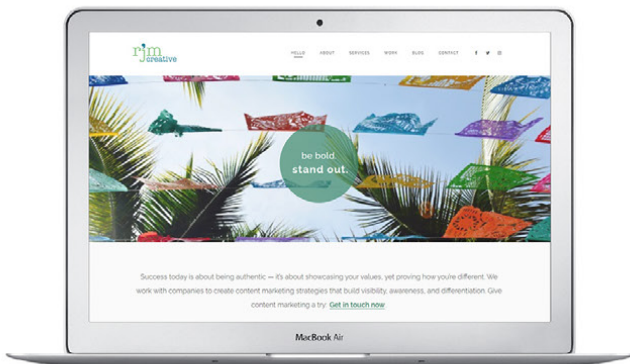 rjm
creative
HELLO ABOUT SERVICES WORK BLOG CONTACT
be bold.
stand out.
Success today is about being authentic — it's about showcasing your values, yet proving how you're different. We
work with companies to create content marketing strategies that build visibility, awareness, and differentiation. Give
content marketing a try. Get in touch now.
MacBook Air